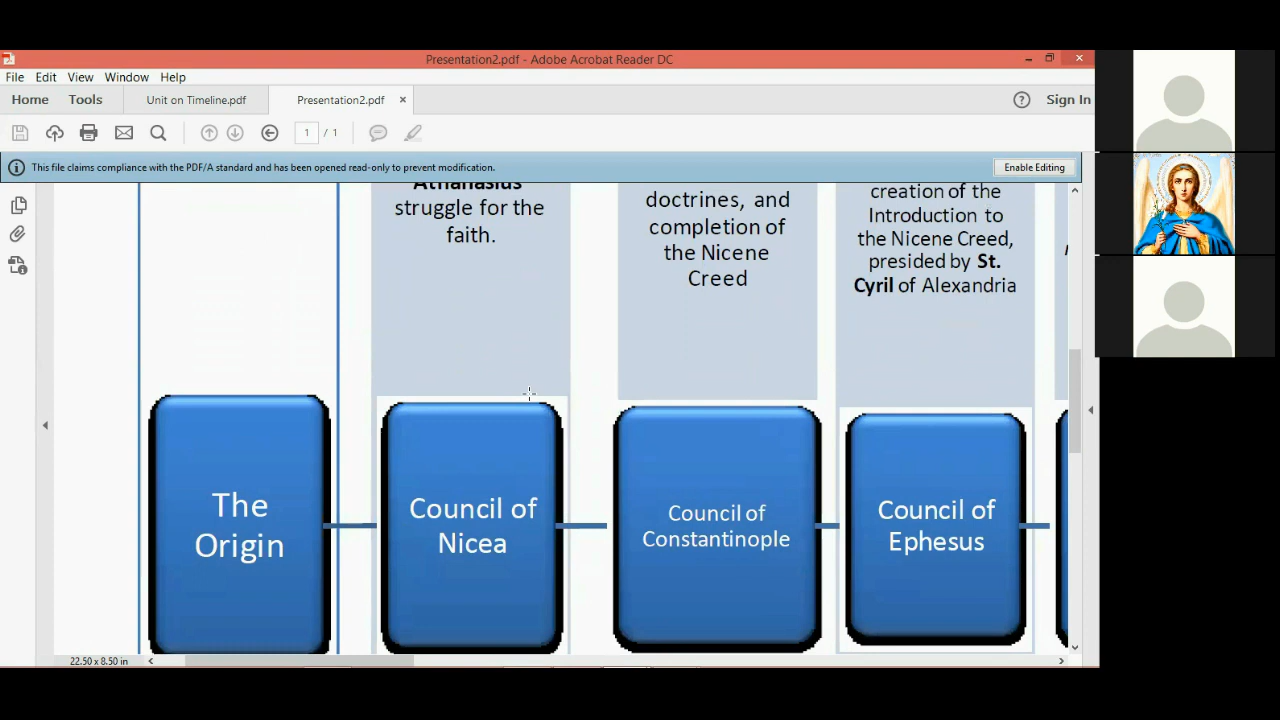 Presentation2.pdf - Adobe Acrobat Reader DC
File Edit View Window Help
Home Tools Unit on Timeline.pdf Presentation2.pdf × Sign In
1 / 1
This file claims compliance with the PDF/A standard and has been opened read-only to prevent modification. Enable Editing
Athanasius
struggle for the
faith.
doctrines, and
completion of
the Nicene
Creed
creation of the
Introduction to
the Nicene Creed,
presided by St.
Cyril of Alexandria
The
Origin
Council of
Nicea
Council of
Constantinople
Council of
Ephesus
22.50 x 8.50 in